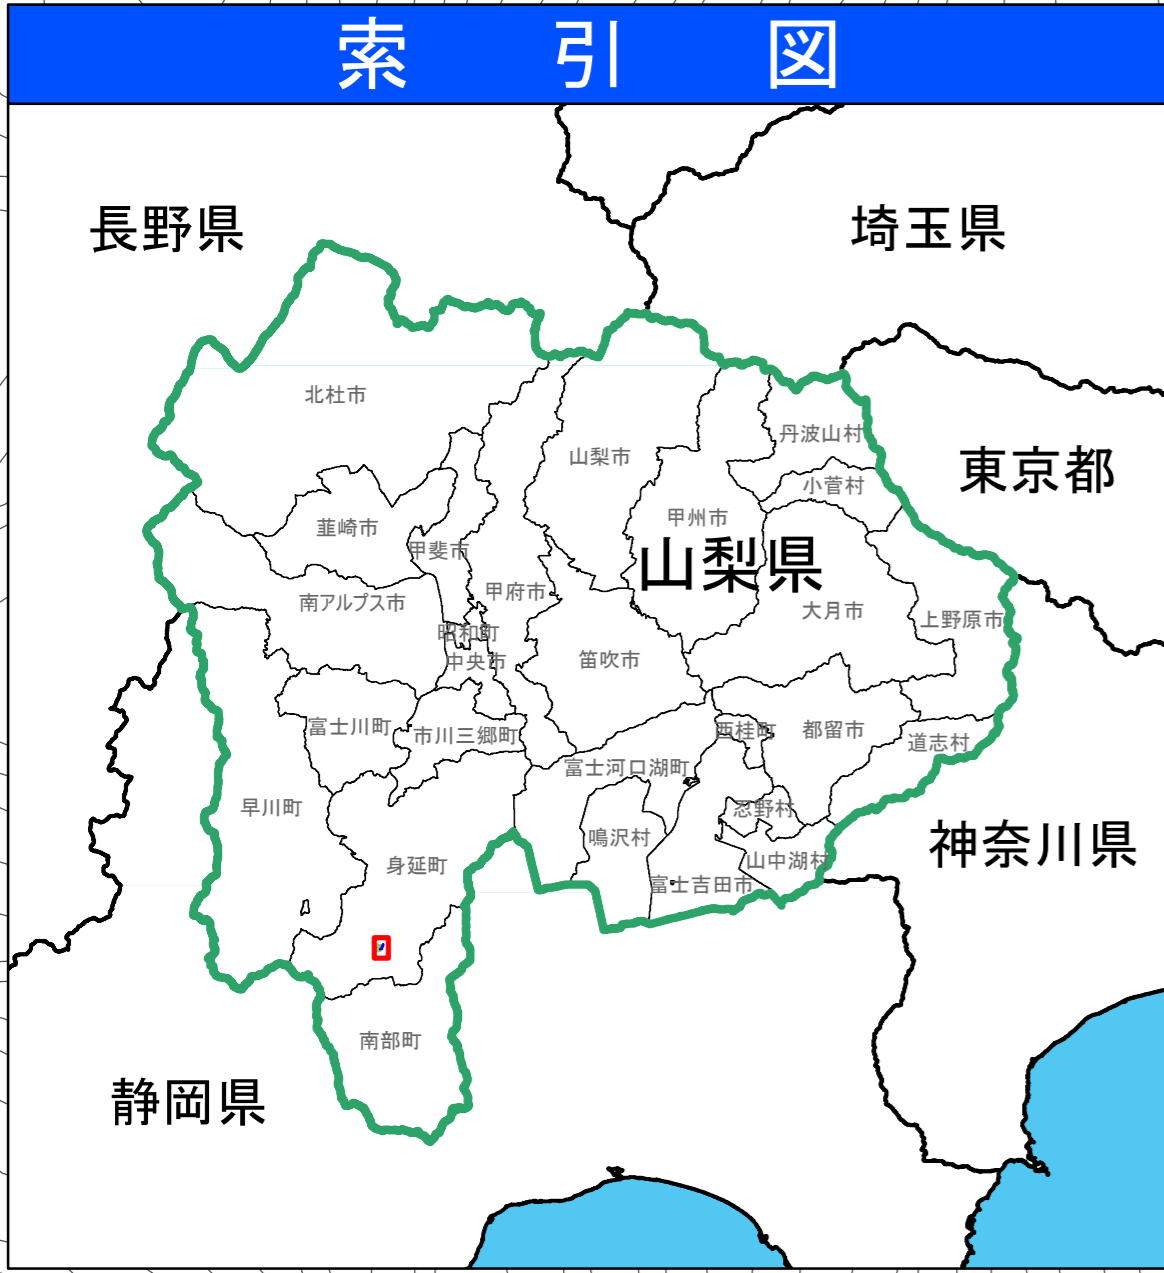 索引図
長野県
埼玉県
北杜市
丹波山村
山梨市
東京都
小菅村
甲州市
韮崎市
甲斐市
山梨県
甲府市
南アルプス市
大月市
上野原市
昭和町
中央市
笛吹市
富士川町
市川三郷町
西桂町
都留市
道志村
富士河口湖町
早川町
忍野村
鳴沢村
神奈川県
身延町
山中湖村
富士吉田市
南部町
静岡県